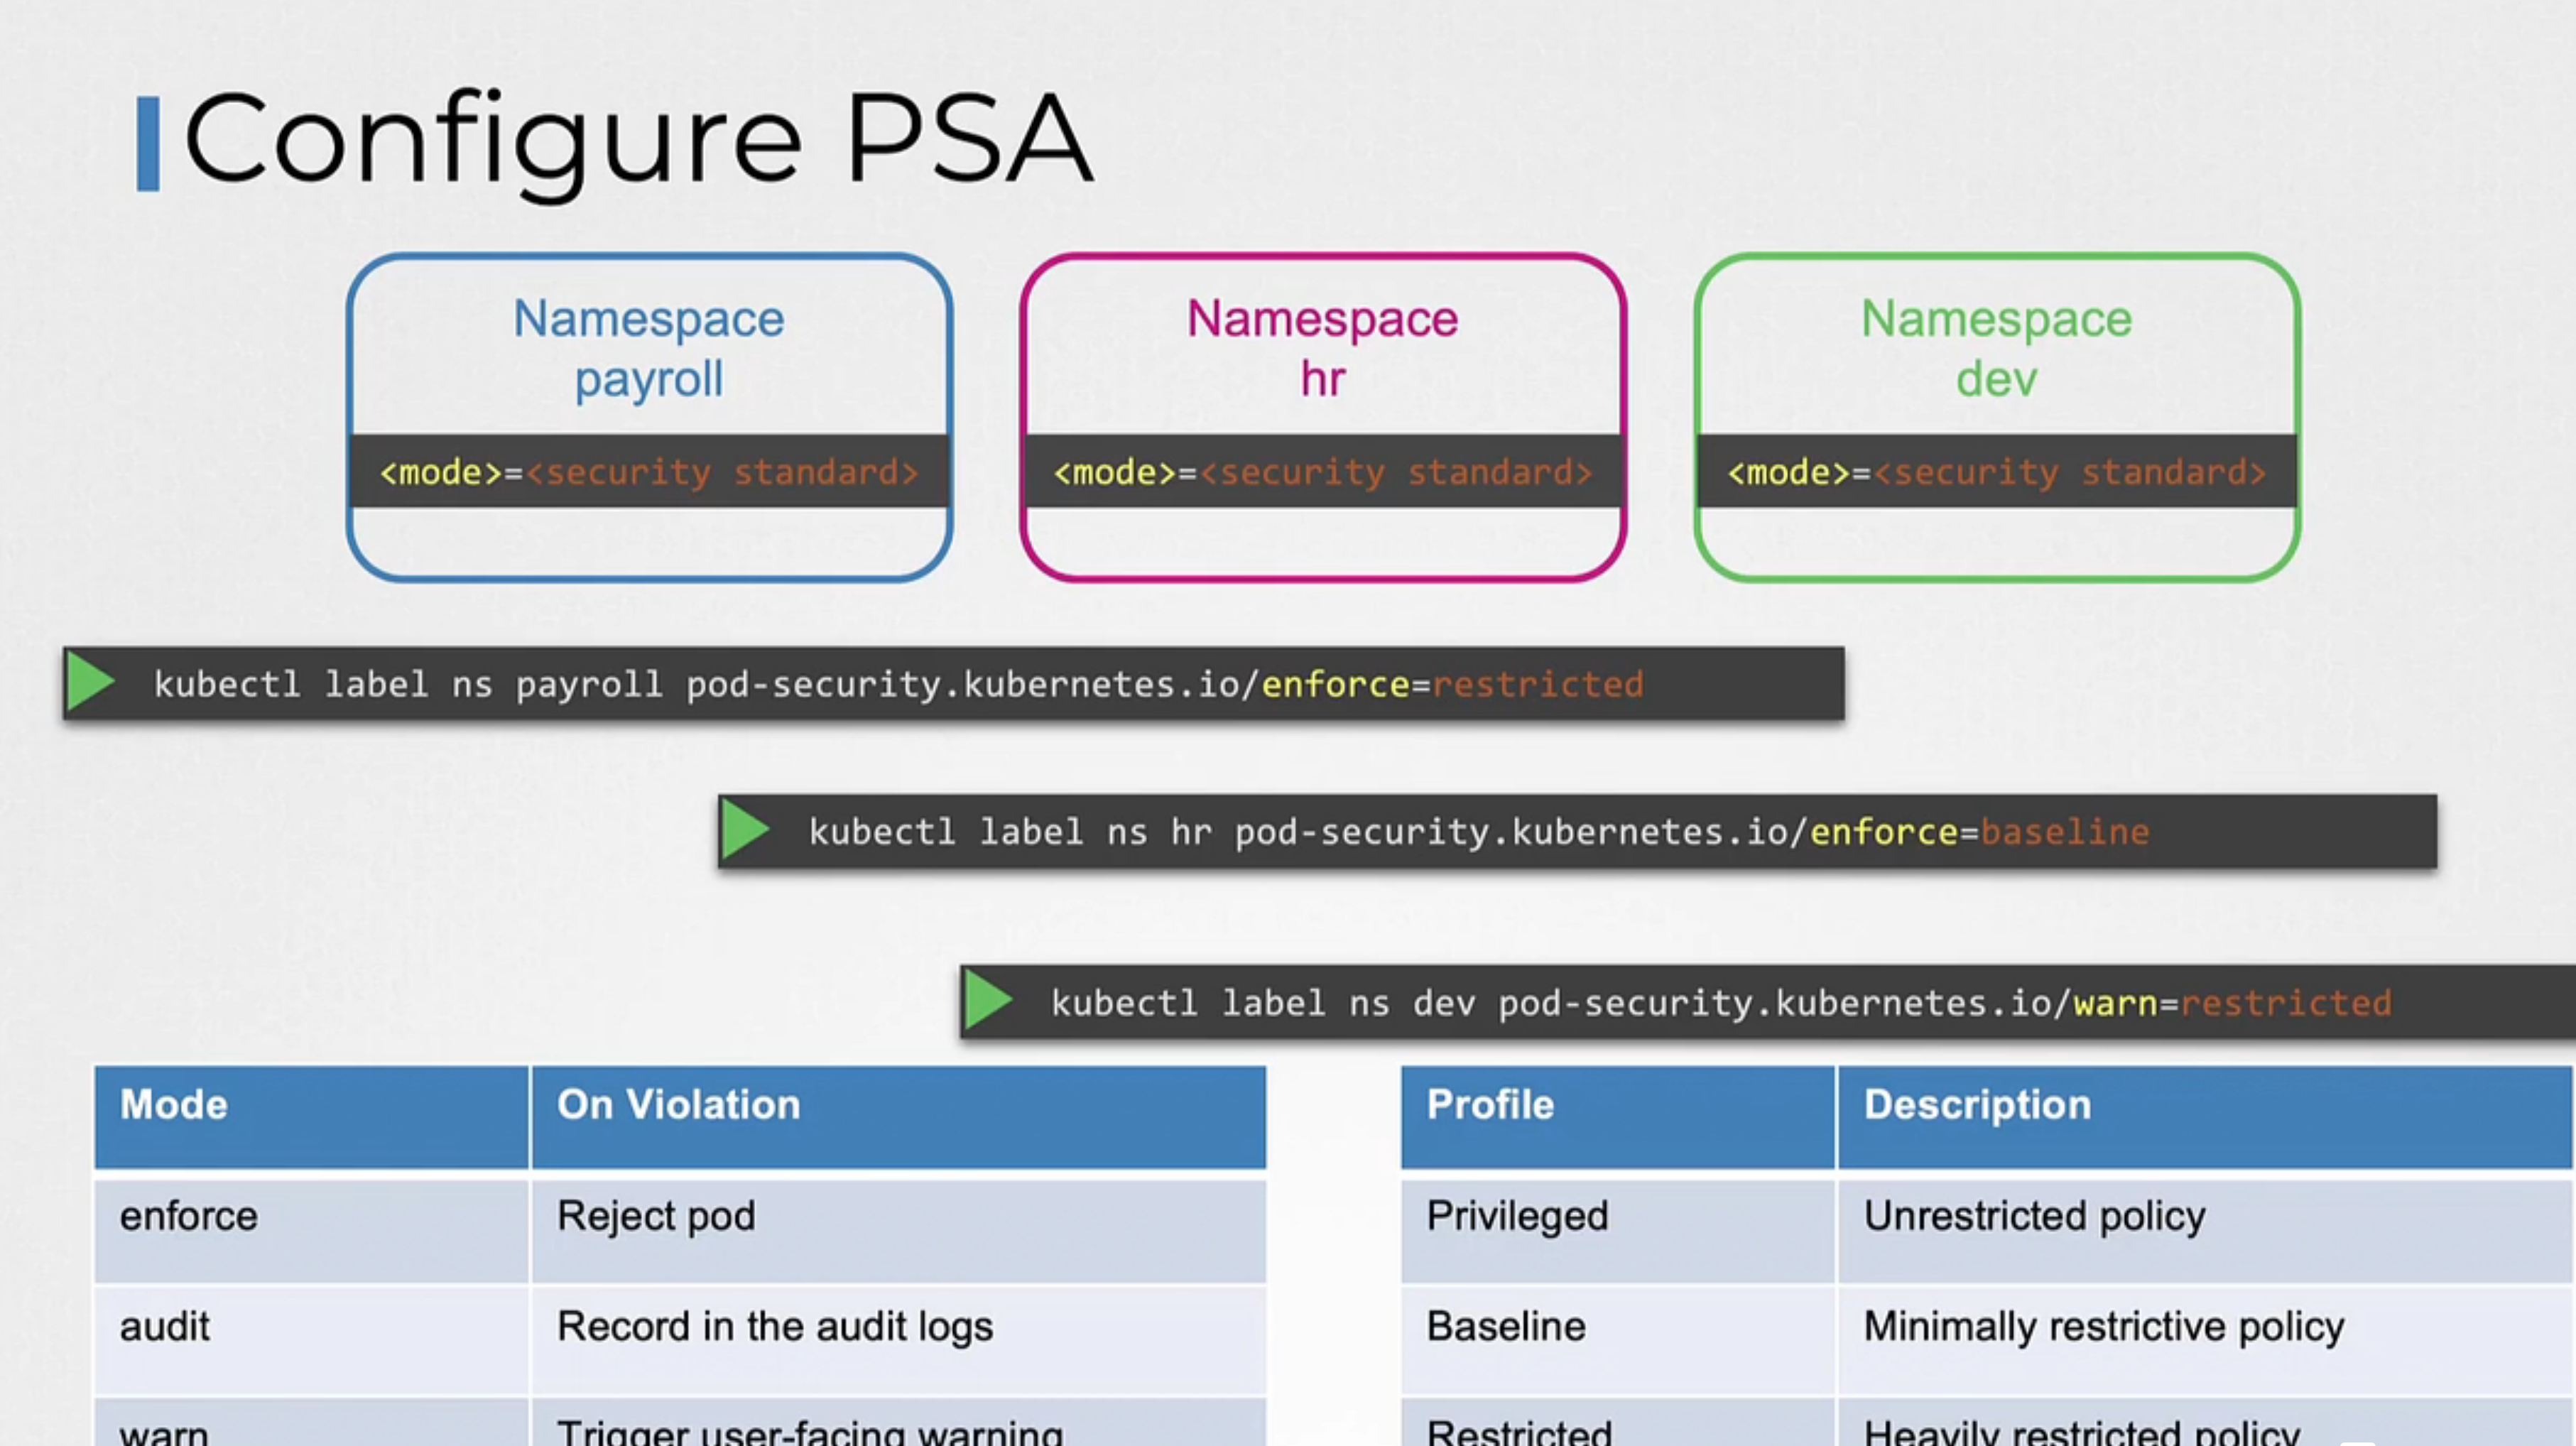 Configure PSA
Namespace
payroll
<mode>=<security standard>
Namespace
hr
<mode>=<security standard>
Namespace
dev
<mode>=<security standard>
kubectl label ns payroll pod-security.kubernetes.io/enforce=restricted
kubectl label ns hr pod-security.kubernetes.io/enforce=baseline
kubectl label ns dev pod-security.kubernetes.io/warn=restricted
Mode On Violation
enforce Reject pod
audit Record in the audit logs
warn Trigger user-facing warning
Profile Description
Privileged Unrestricted policy
Baseline Minimally restrictive policy
Restricted Heavily restricted policy